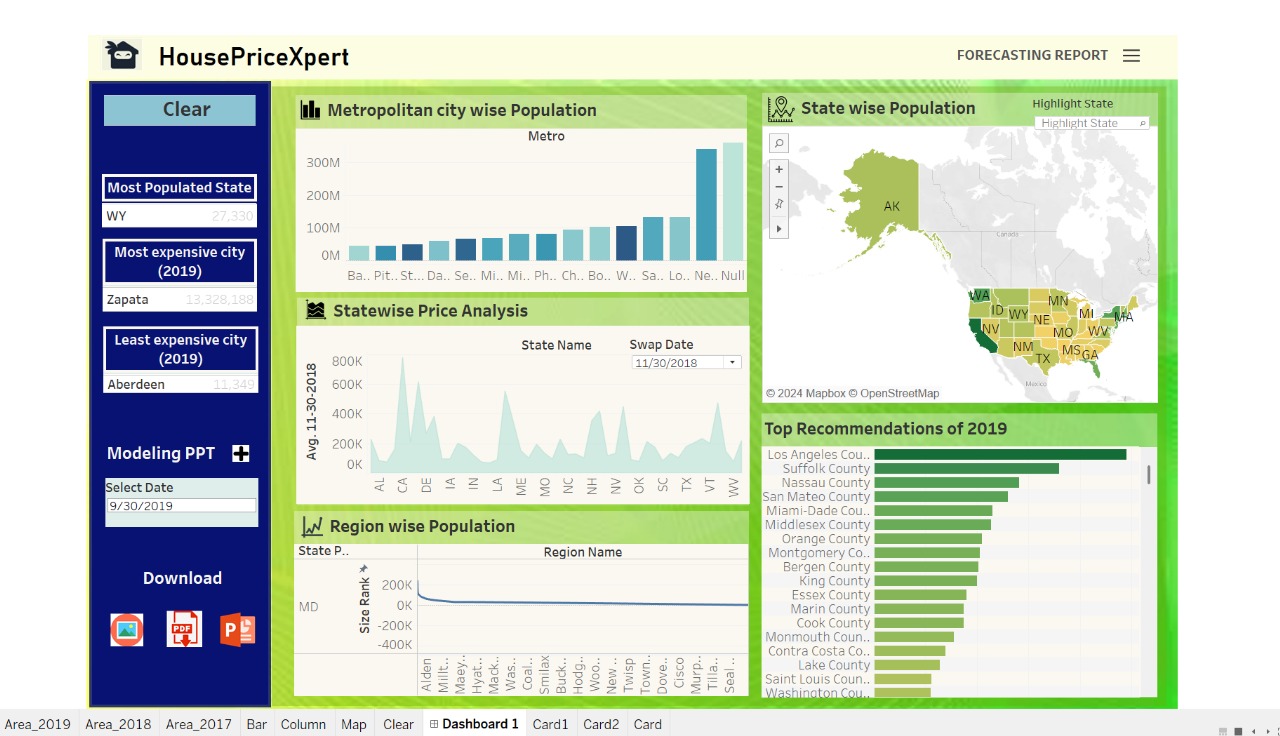 HousePriceXpert
FORECASTING REPORT
Clear
Most Populated State
WY 27,330
Most expensive city
(2019)
Zapata 13,328,188
Least expensive city
(2019)
Aberdeen 11,349
Modeling PPT
Select Date
9/30/2019
Download
PDF
P
Metropolitan city wise Population
Metro
300M
200M
100M
0M
Ba.. Pit.. St.. Da.. Se.. Mi.. Mi.. Ph.. Ch.. Bo.. W.. Sa.. Lo.. Ne.. Null
Statewise Price Analysis
State Name
Swap Date
11/30/2018
Avg. 11-30-2018
800K
600K
400K
200K
0K
AL CA DE IA IN LA ME MO NC NH NV OK SC TX VT WV
Region wise Population
State P..
Region Name
MD
Size Rank
200K
0K
-200K
-400K
Alden Millt.. Maey.. Hyat.. Mack.. Was.. Coal.. Smilax Buck.. Hodg.. Woo.. New .. Twisp Town.. Dove.. Cisco Murp.. Tilla.. Seal ..
State wise Population
Highlight State
Highlight State
AK
Canada
WA
MN
ID
WY
MI
MA
NE
NV
MO
WV
NM
MS
GA
TX
Mexico
© 2024 Mapbox © OpenStreetMap
Top Recommendations of 2019
Los Angeles Cou..
Suffolk County
Nassau County
San Mateo County
Miami-Dade Cou..
Middlesex County
Orange County
Montgomery Co..
Bergen County
King County
Essex County
Marin County
Cook County
Monmouth Coun..
Contra Costa Co..
Lake County
Saint Louis Coun..
Washington Cou..
Area_2019 Area_2018 Area_2017 Bar Column Map Clear Dashboard 1 Card1 Card2 Card